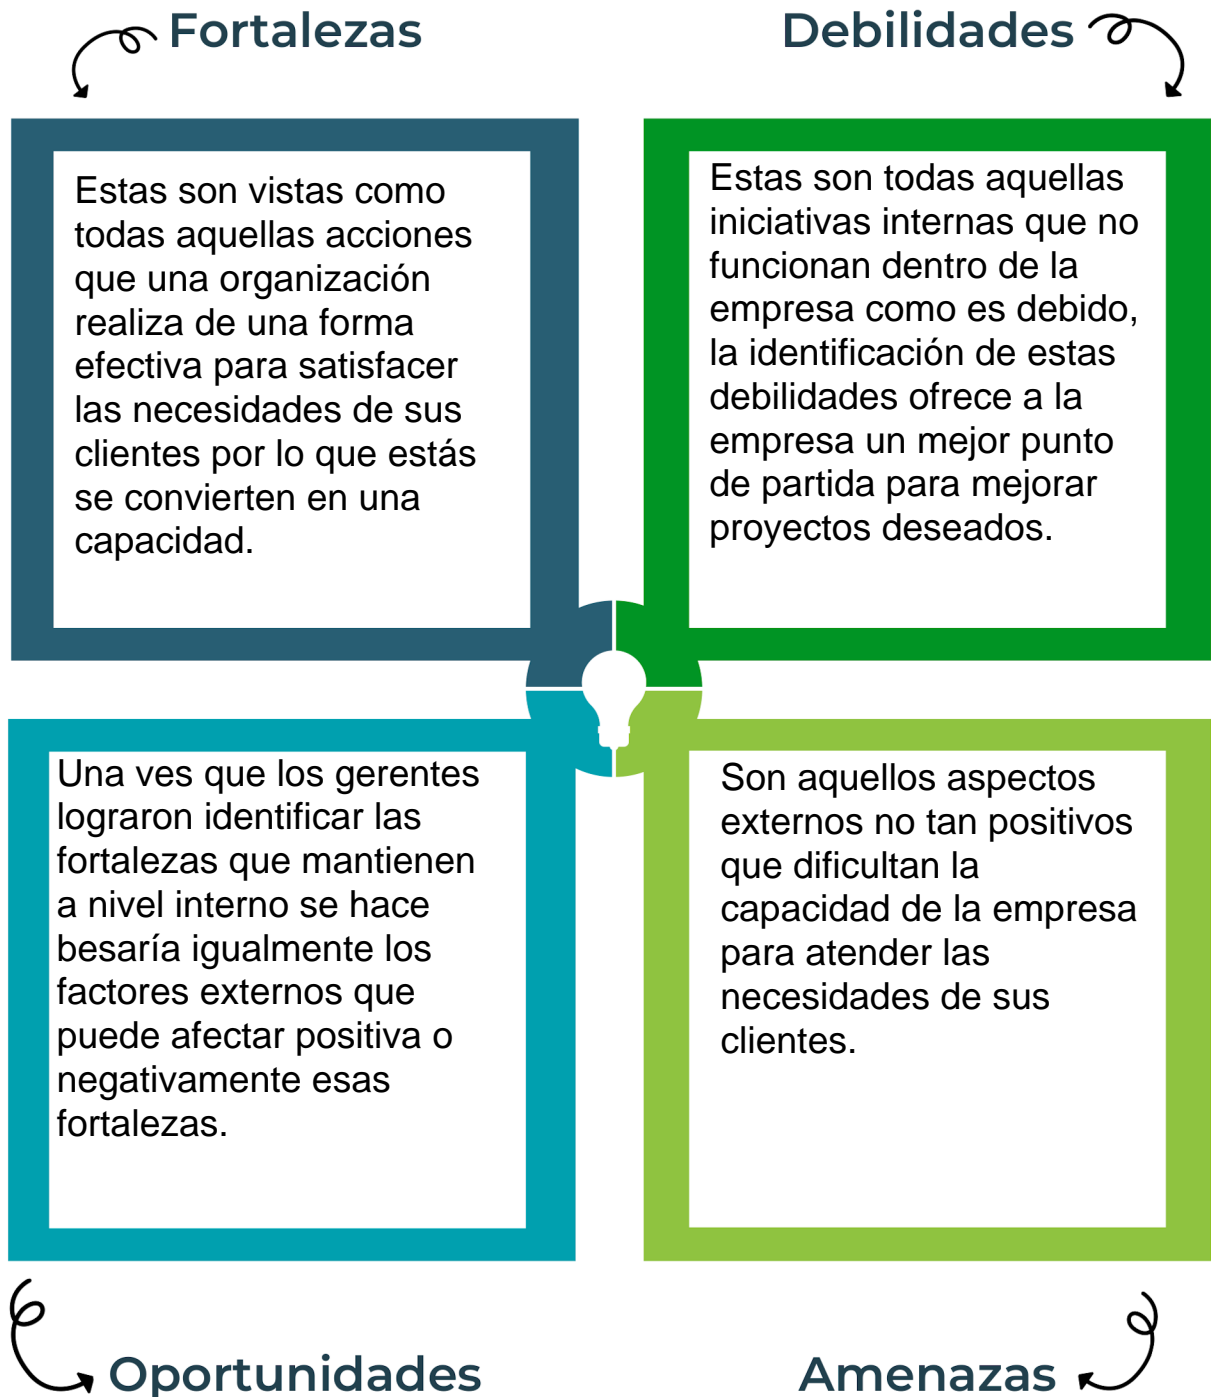 Fortalezas
Estas son vistas como
todas aquellas acciones
que una organización
realiza de una forma
efectiva para satisfacer
las necesidades de sus
clientes por lo que estás
se convierten en una
capacidad.
Debilidades
Estas son todas aquellas
iniciativas internas que no
funcionan dentro de la
empresa como es debido,
la identificación de estas
debilidades ofrece a la
empresa un mejor punto
de partida para mejorar
proyectos deseados.
Una ves que los gerentes
lograron identificar las
fortalezas que mantienen
a nivel interno se hace
besaría igualmente los
factores externos que
puede afectar positiva o
negativamente esas
fortalezas.
Oportunidades
Son aquellos aspectos
externos no tan positivos
que dificultan la
capacidad de la empresa
para atender las
necesidades de sus
clientes.
Amenazas